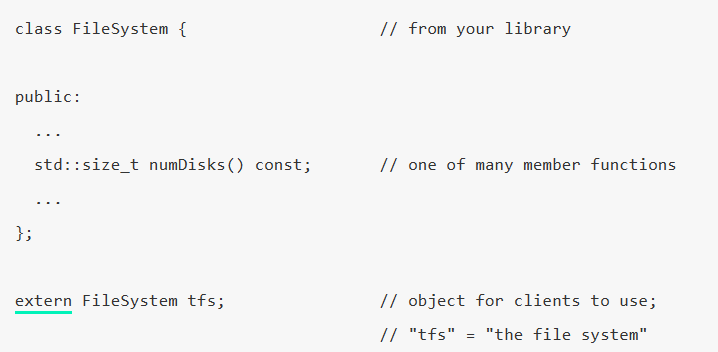 class FileSystem {                    // from your library
public:
  ...
  std::size_t numDisks() const;       // one of many member functions
  ...
};
extern FileSystem tfs;                // object for clients to use;
                                      // "tfs" = "the file system"